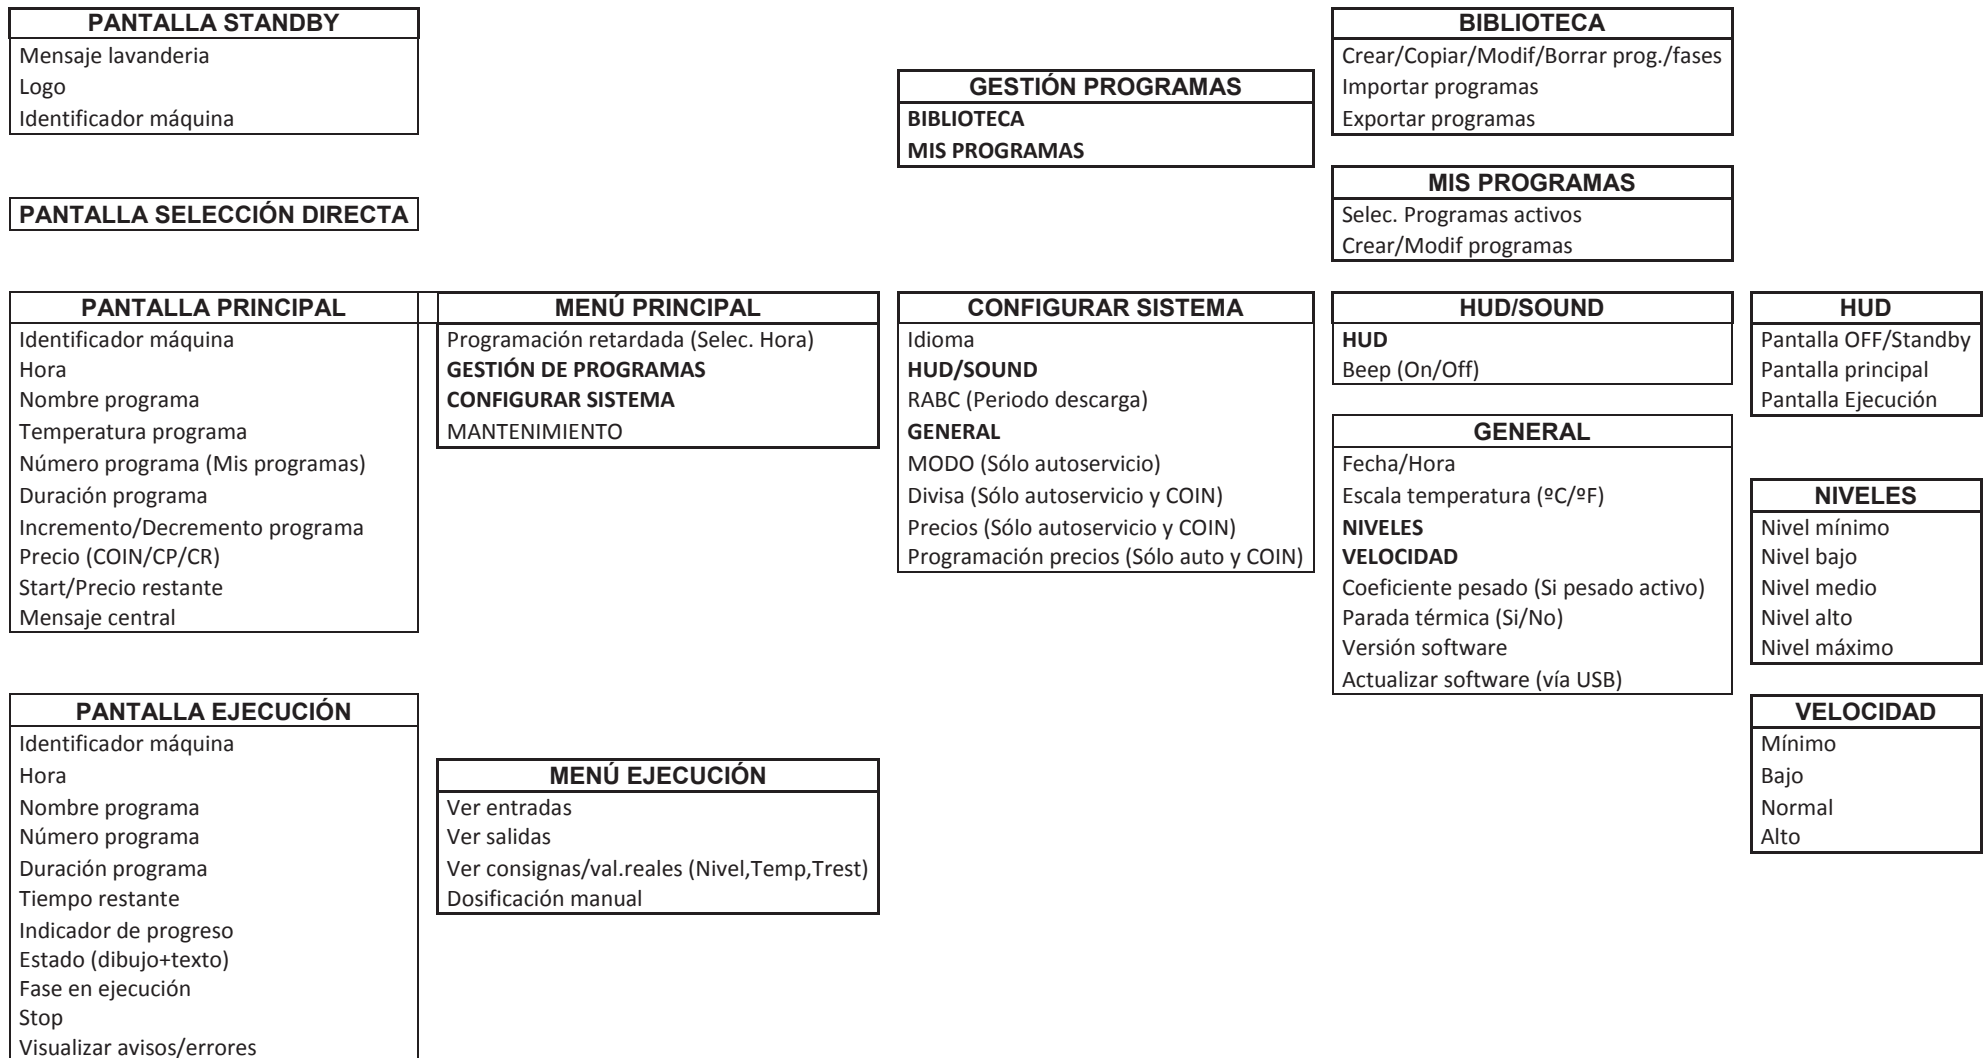 PANTALLA STANDBY
Mensaje lavanderia
Logo
Identificador máquina
PANTALLA SELECCIÓN DIRECTA
PANTALLA PRINCIPAL
Identificador máquina
Hora
Nombre programa
Temperatura programa
Número programa (Mis programas)
Duración programa
Incremento/Decremento programa
Precio (COIN/CP/CR)
Start/Precio restante
Mensaje central
PANTALLA EJECUCIÓN
Identificador máquina
Hora
Nombre programa
Número programa
Duración programa
Tiempo restante
Indicador de progreso
Estado (dibujo+texto)
Fase en ejecución
Stop
Visualizar avisos/errores
MENÚ PRINCIPAL
Programación retardada (Selec. Hora)
GESTIÓN DE PROGRAMAS
CONFIGURAR SISTEMA
MANTENIMIENTO
MENÚ EJECUCIÓN
Ver entradas
Ver salidas
Ver consignas/val.reales (Nivel,Temp,Trest)
Dosificación manual
GESTIÓN PROGRAMAS
BIBLIOTECA
MIS PROGRAMAS
CONFIGURAR SISTEMA
Idioma
HUD/SOUND
RABC (Periodo descarga)
GENERAL
MODO (Sólo autoservicio)
Divisa (Sólo autoservicio y COIN)
Precios (Sólo autoservicio y COIN)
Programación precios (Sólo auto y COIN)
BIBLIOTECA
Crear/Copiar/Modif/Borrar prog./fases
Importar programas
Exportar programas
MIS PROGRAMAS
Selec. Programas activos
Crear/Modif programas
HUD/SOUND
HUD
Beep (On/Off)
GENERAL
Fecha/Hora
Escala temperatura (ºC/ºF)
NIVELES
VELOCIDAD
Coeficiente pesado (Si pesado activo)
Parada térmica (Si/No)
Versión software
Actualizar software (vía USB)
HUD
Pantalla OFF/Standby
Pantalla principal
Pantalla Ejecución
NIVELES
Nivel mínimo
Nivel bajo
Nivel medio
Nivel alto
Nivel máximo
VELOCIDAD
Mínimo
Bajo
Normal
Alto